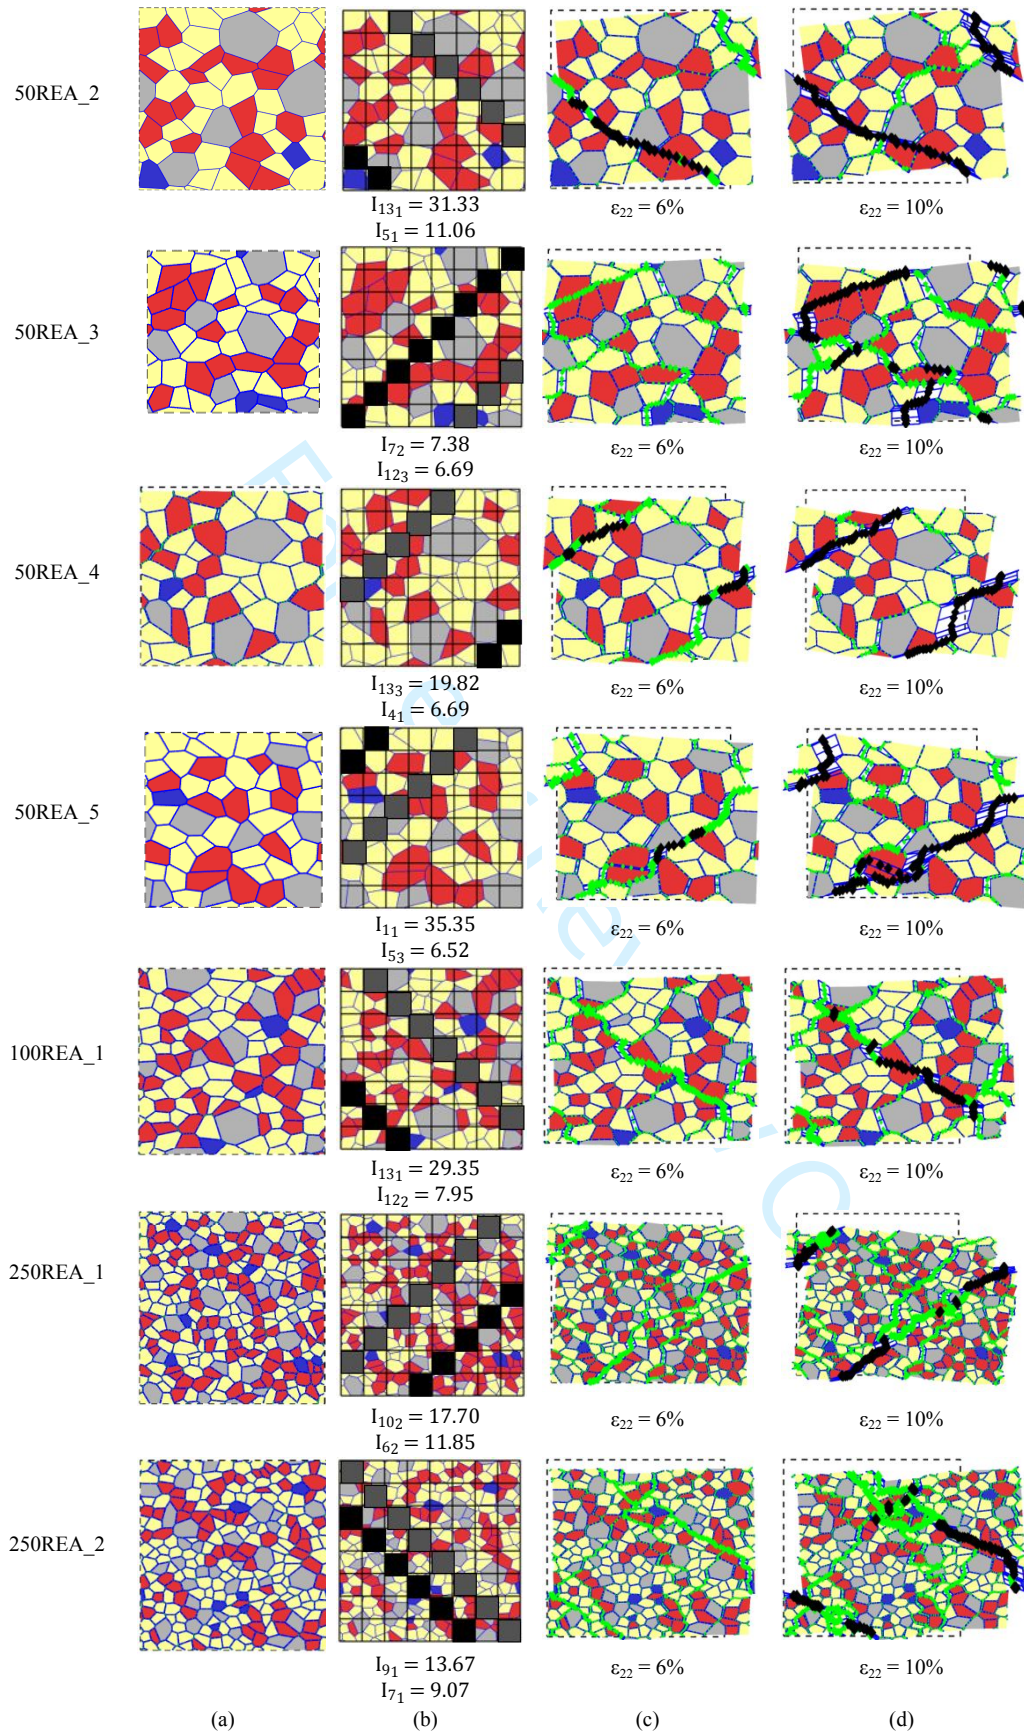 50REA_2
I₁₃₁ = 31.33
I₅₁ = 11.06
ε₂₂ = 6%
ε₂₂ = 10%
50REA_3
I₇₂ = 7.38
I₁₂₃ = 6.69
ε₂₂ = 6%
ε₂₂ = 10%
50REA_4
I₁₃₃ = 19.82
I₄₁ = 6.69
ε₂₂ = 6%
ε₂₂ = 10%
50REA_5
I₁₁ = 35.35
I₅₃ = 6.52
ε₂₂ = 6%
ε₂₂ = 10%
100REA_1
I₁₃₁ = 29.35
I₁₂₂ = 7.95
ε₂₂ = 6%
ε₂₂ = 10%
250REA_1
I₁₀₂ = 17.70
I₆₂ = 11.85
ε₂₂ = 6%
ε₂₂ = 10%
250REA_2
I₉₁ = 13.67
I₇₁ = 9.07
ε₂₂ = 6%
ε₂₂ = 10%
(a) (b) (c) (d)